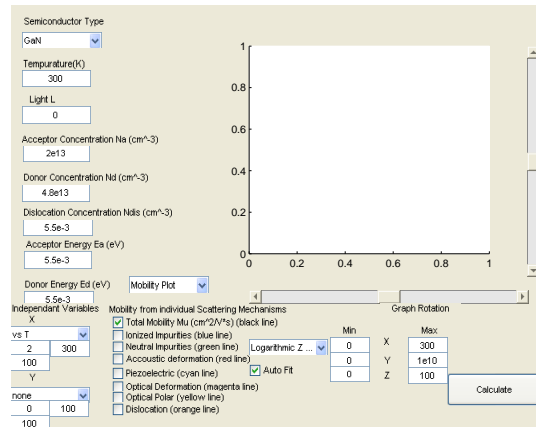 Semiconductor Type
GaN
Tempurature(K)
300
Light L
0
Acceptor Concentration Na (cm^-3)
2e13
Donor Concentration Nd (cm^-3)
4.8e13
Dislocation Concentration Ndis (cm^-3)
5.5e-3
Acceptor Energy Ea (eV)
5.5e-3
Donor Energy Ed (eV)
5.5e-3
Mobility Plot
1
0.8
0.6
0.4
0.2
0
0 0.2 0.4 0.6 0.8 1
Independant Variables
X
vs T
2 300
100
Y
none
0 100
100
Mobility from individual Scattering Mechanisms
Total Mobility Mu (cm^2/V*s) (black line)
Ionized Impurities (blue line)
Neutral Impurities (green line)
Accoustic deformation (red line)
Piezoelectric (cyan line)
Optical Deformation (magenta line)
Optical Polar (yellow line)
Dislocation (orange line)
Logarithmic Z ...
Auto Fit
Graph Rotation
Min Max
0 X 300
0 Y 1e10
0 Z 100
Calculate